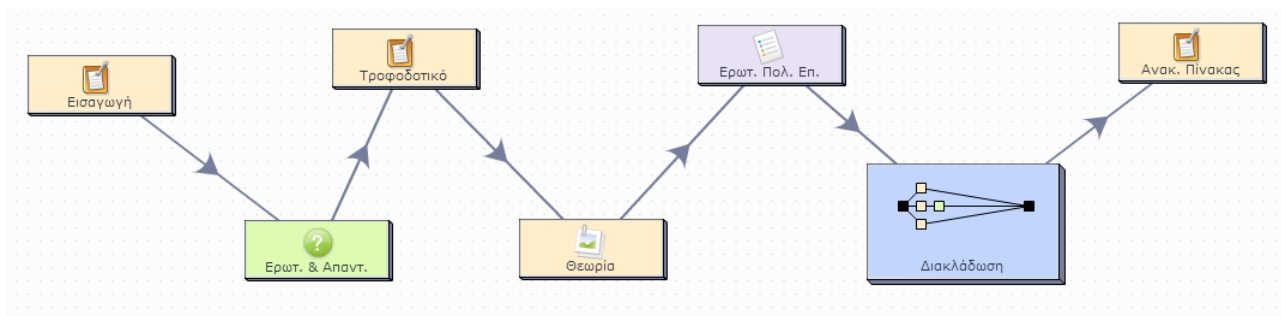 Εισαγωγή
Ερωτ. & Απαντ.
Τροφοδοτικό
Θεωρία
Ερωτ. Πολ. Επ.
Διακλάδωση
Ανακ. Πίνακας